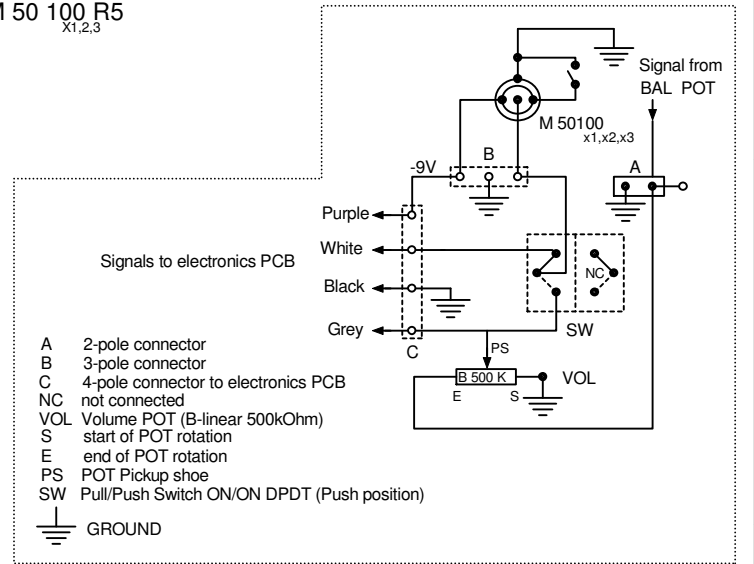 M 50 100 R5
X1,2,3
Signal from
BAL POT
M 50100
x1,x2,x3
B
A
-9V
Purple
White
Signals to electronics PCB
NC
Black
Grey
SW
C
PS
B 500 K
VOL
E
S
A 2-pole connector
B 3-pole connector
C 4-pole connector to electronics PCB
NC not connected
VOL Volume POT (B-linear 500kOhm)
S start of POT rotation
E end of POT rotation
PS POT Pickup shoe
SW Pull/Push Switch ON/ON DPDT (Push position)
GROUND